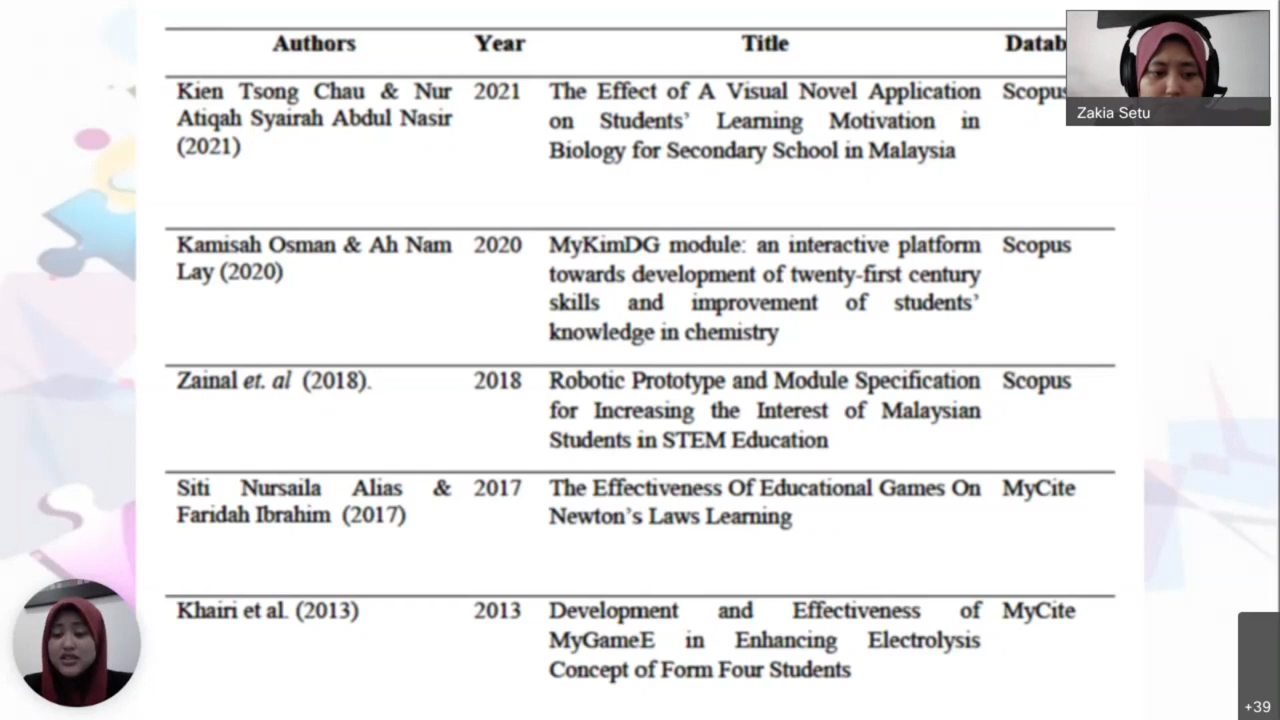 Authors Year Title Datab
Kien Tsong Chau & Nur 2021 The Effect of A Visual Novel Application Scopus
Atiqah Syairah Abdul Nasir on Students' Learning Motivation in
(2021) Biology for Secondary School in Malaysia
Kamisah Osman & Ah Nam 2020 MyKimDG module: an interactive platform Scopus
Lay (2020) towards development of twenty-first century
skills and improvement of students'
knowledge in chemistry
Zainal et. al (2018). 2018 Robotic Prototype and Module Specification Scopus
for Increasing the Interest of Malaysian
Students in STEM Education
Siti Nursaila Alias & 2017 The Effectiveness Of Educational Games On MyCite
Faridah Ibrahim (2017) Newton's Laws Learning
Khairi et al. (2013) 2013 Development and Effectiveness of MyCite
MyGameE in Enhancing Electrolysis
Concept of Form Four Students
Zakia Setu
+39